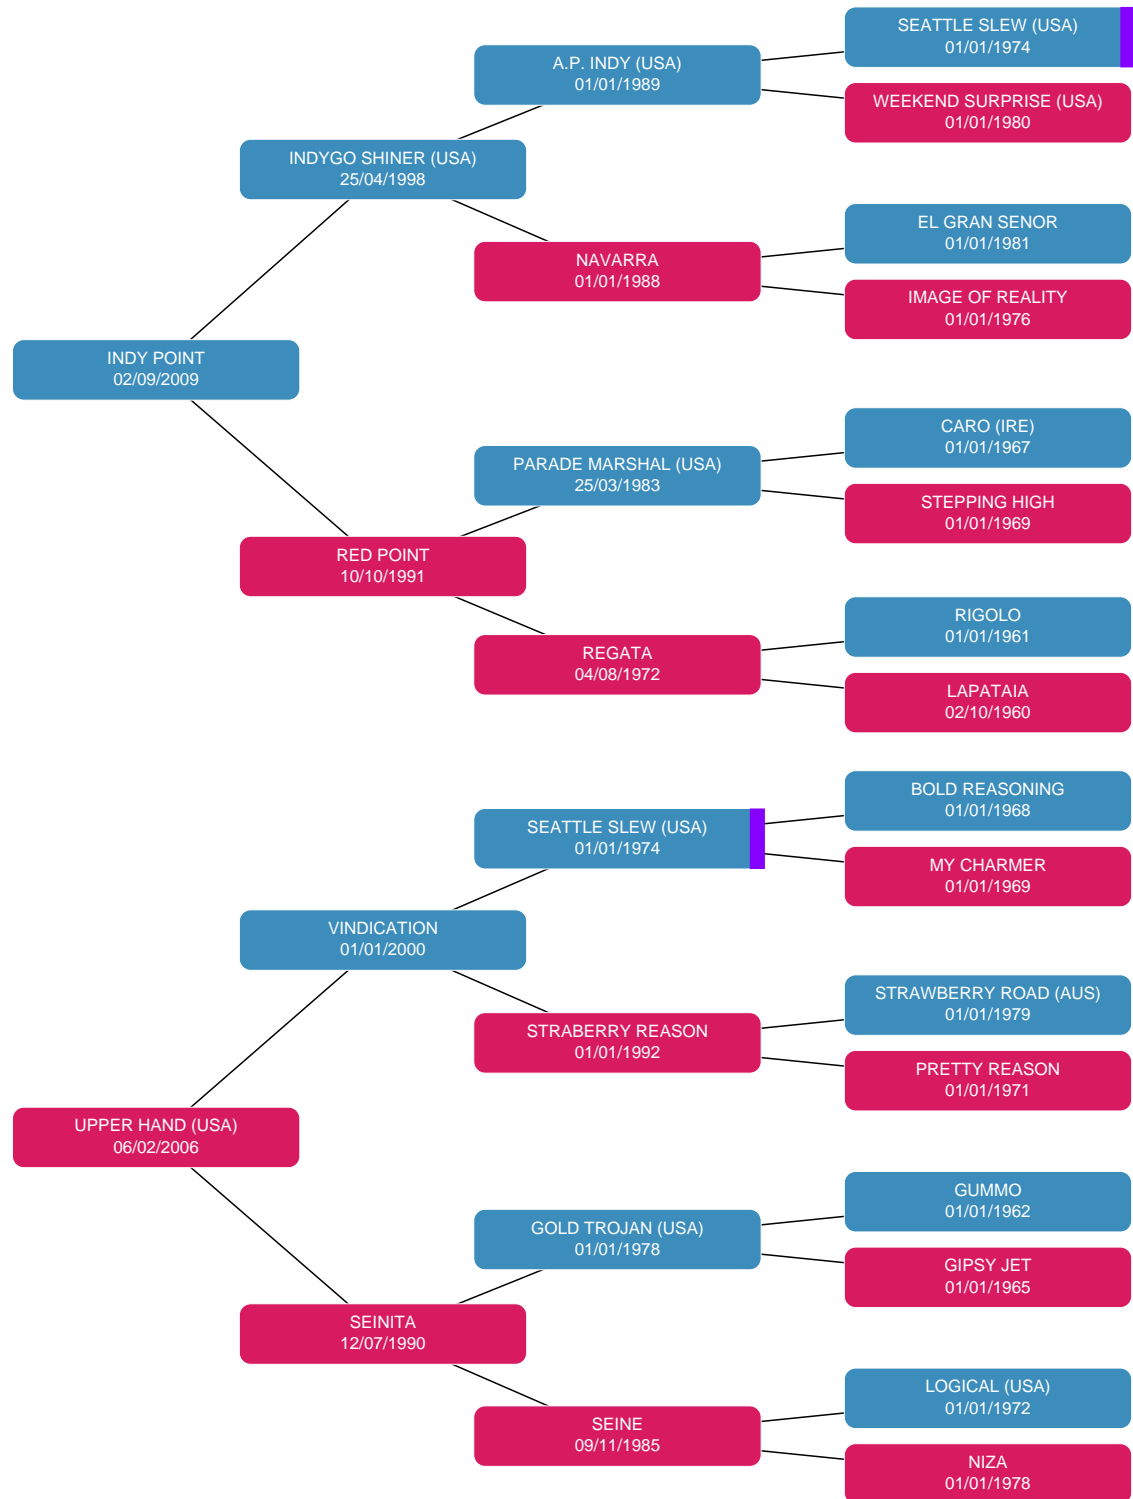 SEATTLE SLEW (USA)
01/01/1974
A.P. INDY (USA)
01/01/1989
WEEKEND SURPRISE (USA)
01/01/1980
INDYGO SHINER (USA)
25/04/1998
EL GRAN SENOR
01/01/1981
NAVARRA
01/01/1988
IMAGE OF REALITY
01/01/1976
INDY POINT
02/09/2009
CARO (IRE)
01/01/1967
PARADE MARSHAL (USA)
25/03/1983
STEPPING HIGH
01/01/1969
RED POINT
10/10/1991
RIGOLO
01/01/1961
REGATA
04/08/1972
LAPATAIA
02/10/1960
BOLD REASONING
01/01/1968
SEATTLE SLEW (USA)
01/01/1974
MY CHARMER
01/01/1969
VINDICATION
01/01/2000
STRAWBERRY ROAD (AUS)
01/01/1979
STRABERRY REASON
01/01/1992
PRETTY REASON
01/01/1971
UPPER HAND (USA)
06/02/2006
GUMMO
01/01/1962
GOLD TROJAN (USA)
01/01/1978
GIPSY JET
01/01/1965
SEINITA
12/07/1990
LOGICAL (USA)
01/01/1972
SEINE
09/11/1985
NIZA
01/01/1978